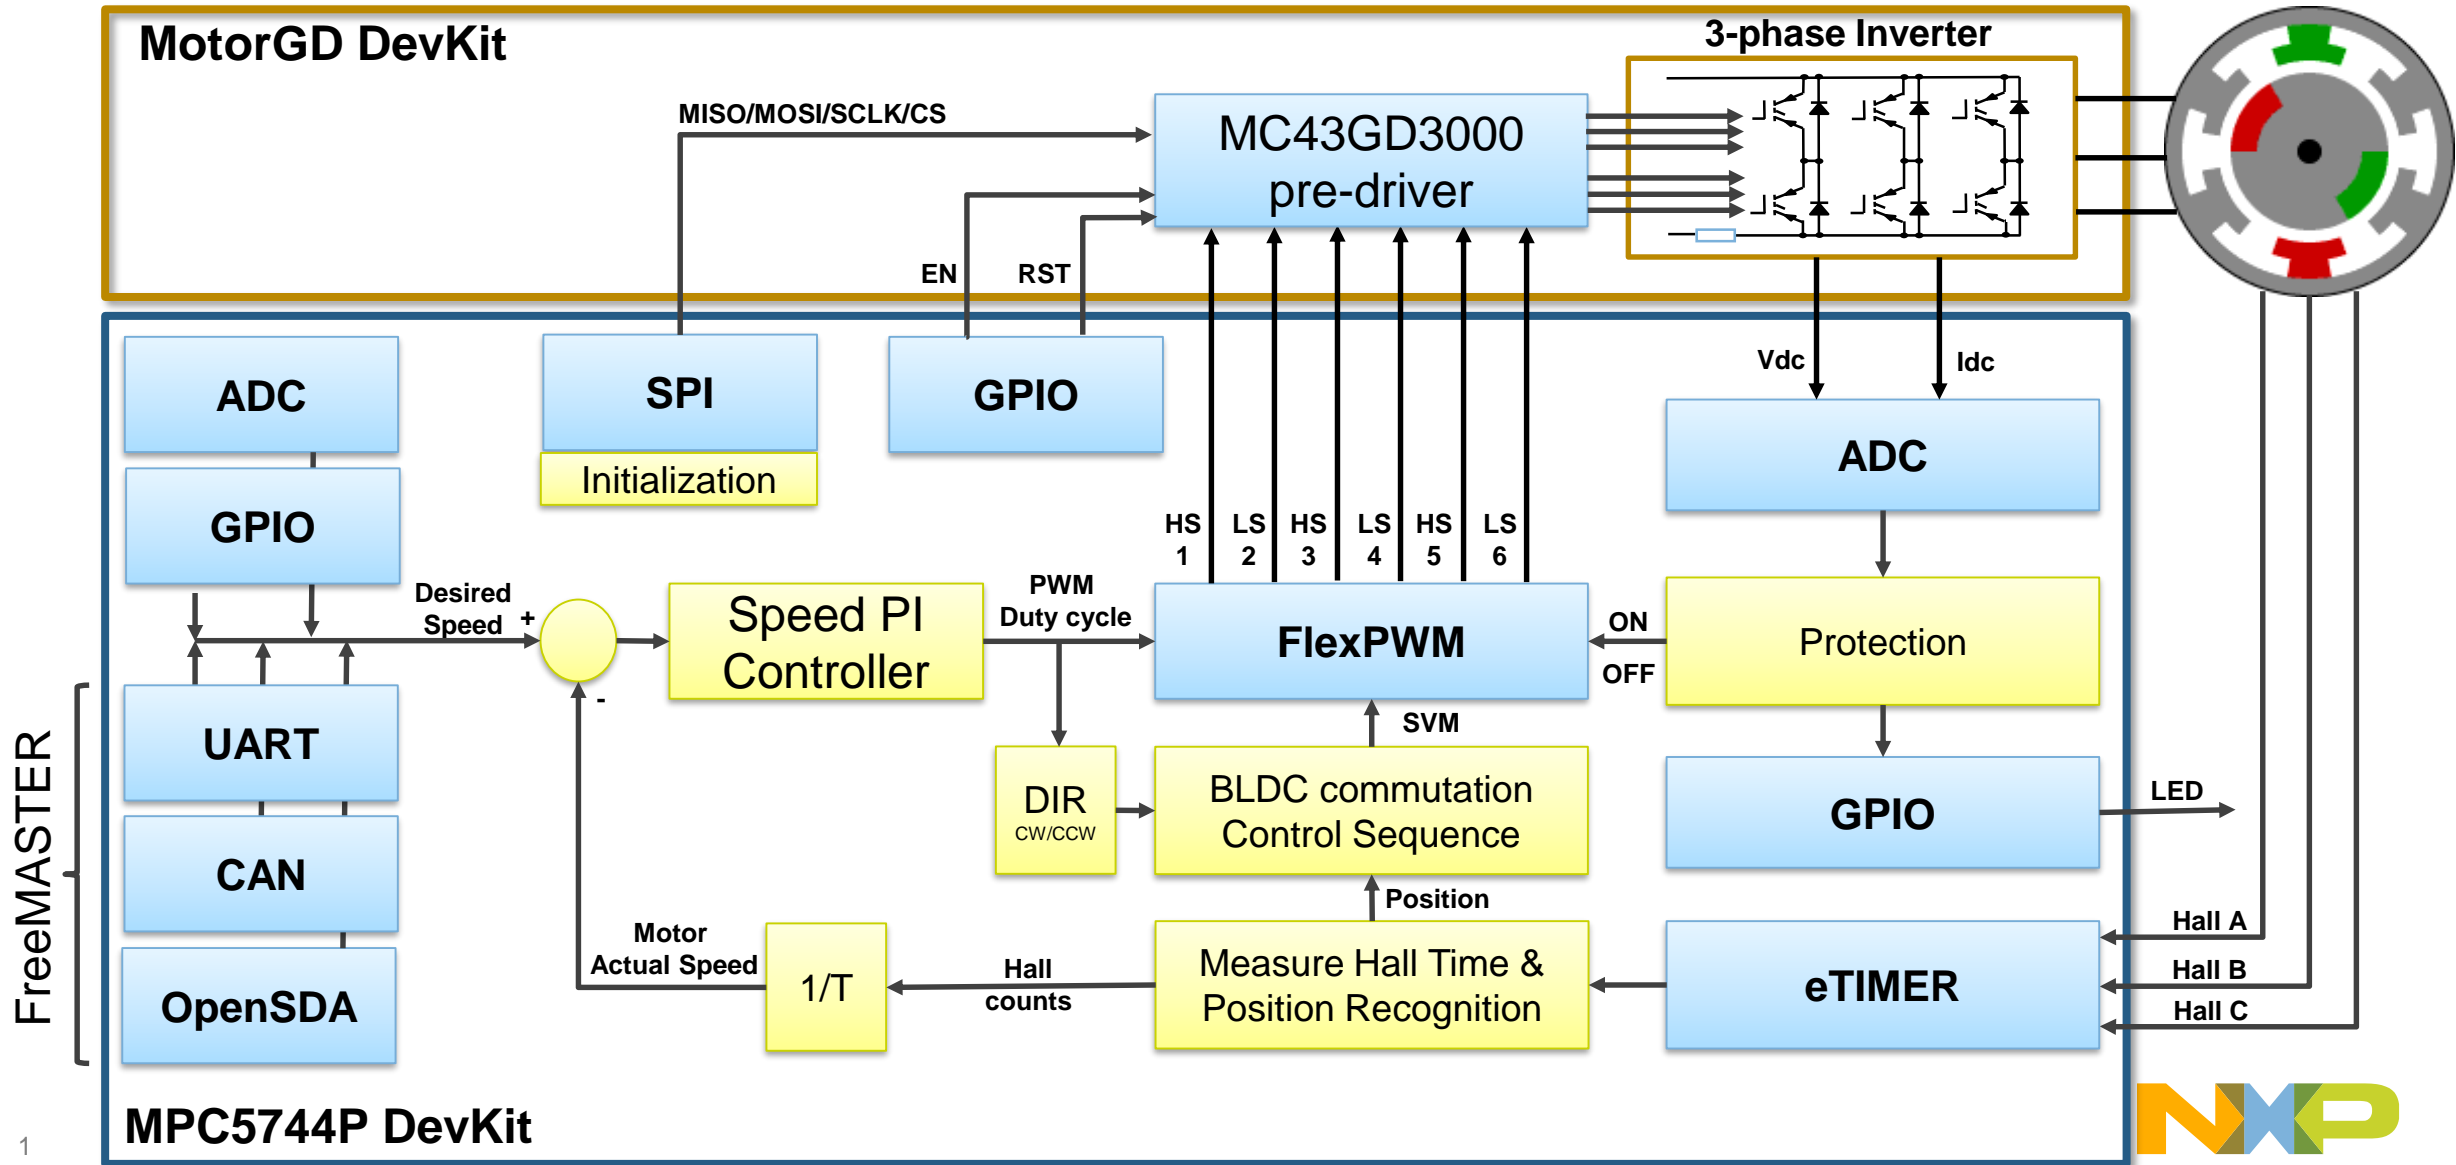 MotorGD DevKit
3-phase Inverter
MISO/MOSI/SCLK/CS
MC43GD3000
pre-driver
EN
RST
Vdc
Idc
ADC
SPI
Initialization
GPIO
ADC
GPIO
HS
1
LS
2
HS
3
LS
4
HS
5
LS
6
Desired
Speed
+
-
Speed PI
Controller
PWM
Duty cycle
FlexPWM
ON
OFF
Protection
SVM
FreeMASTER
UART
CAN
OpenSDA
DIR
CW/CCW
BLDC commutation
Control Sequence
GPIO
LED
Position
Motor
Actual Speed
1/T
Hall
counts
Measure Hall Time &
Position Recognition
eTIMER
Hall A
Hall B
Hall C
MPC5744P DevKit
1
NXP